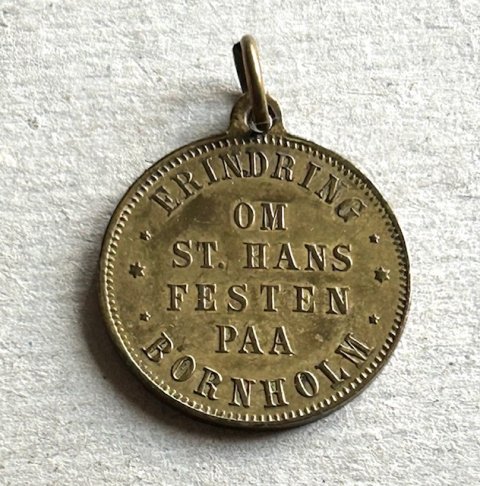 ERINDRING
OM
ST. HANS
FESTEN
PAA
BORNHOLM